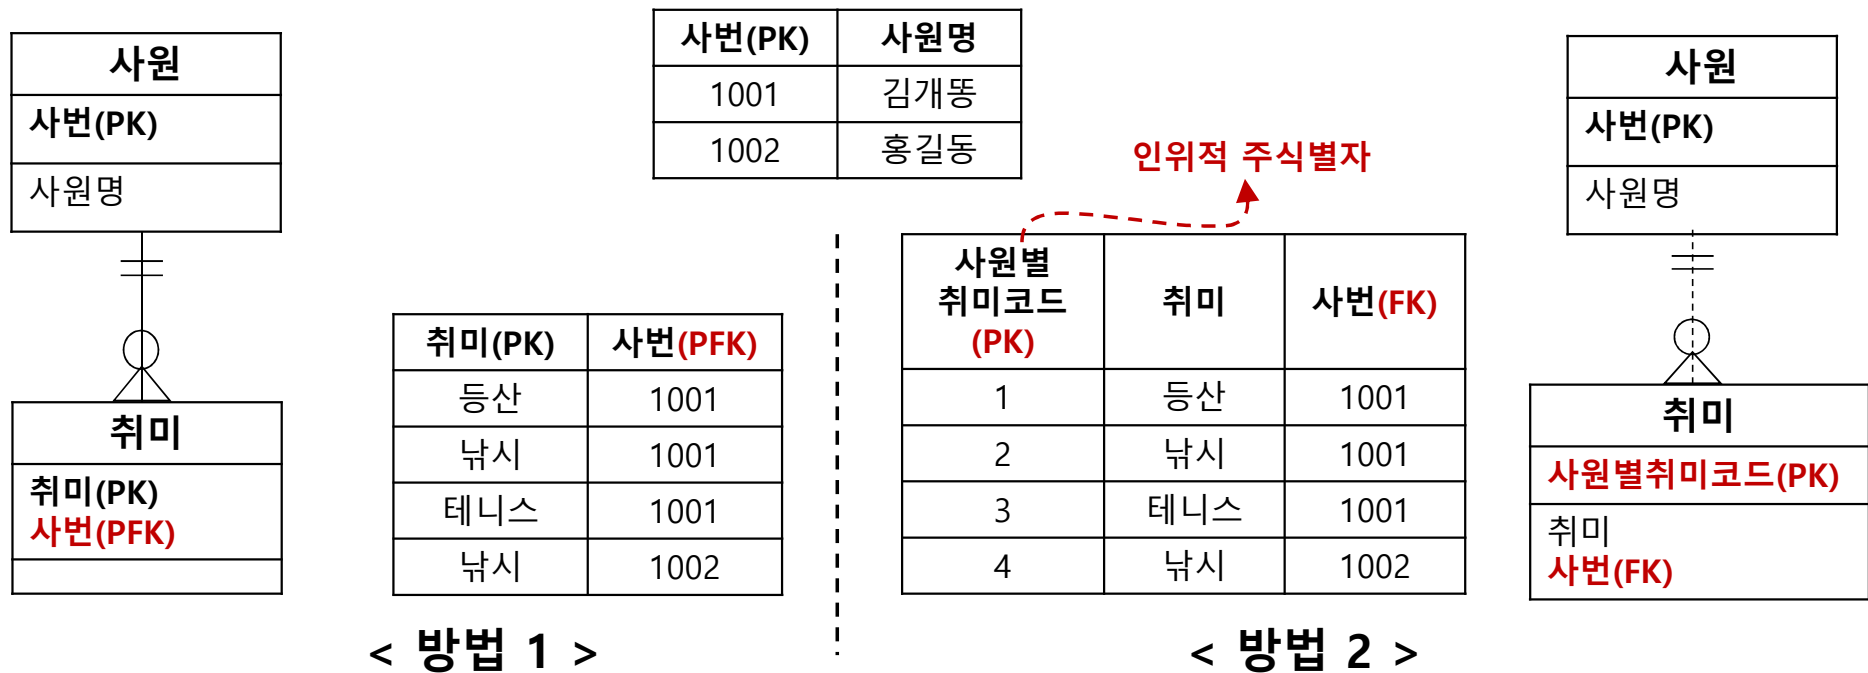 사원
사번(PK)
사원명
취미
취미(PK)
사번(PFK)
사번(PK) 사원명
1001 김개똥
1002 홍길동
취미(PK) 사번(PFK)
등산 1001
낚시 1001
테니스 1001
낚시 1002
< 방법 1 >
인위적 주식별자
사원별
취미코드
(PK)
취미
사번(FK)
1 등산 1001
2 낚시 1001
3 테니스 1001
4 낚시 1002
< 방법 2 >
사원
사번(PK)
사원명
취미
사원별취미코드(PK)
취미
사번(FK)